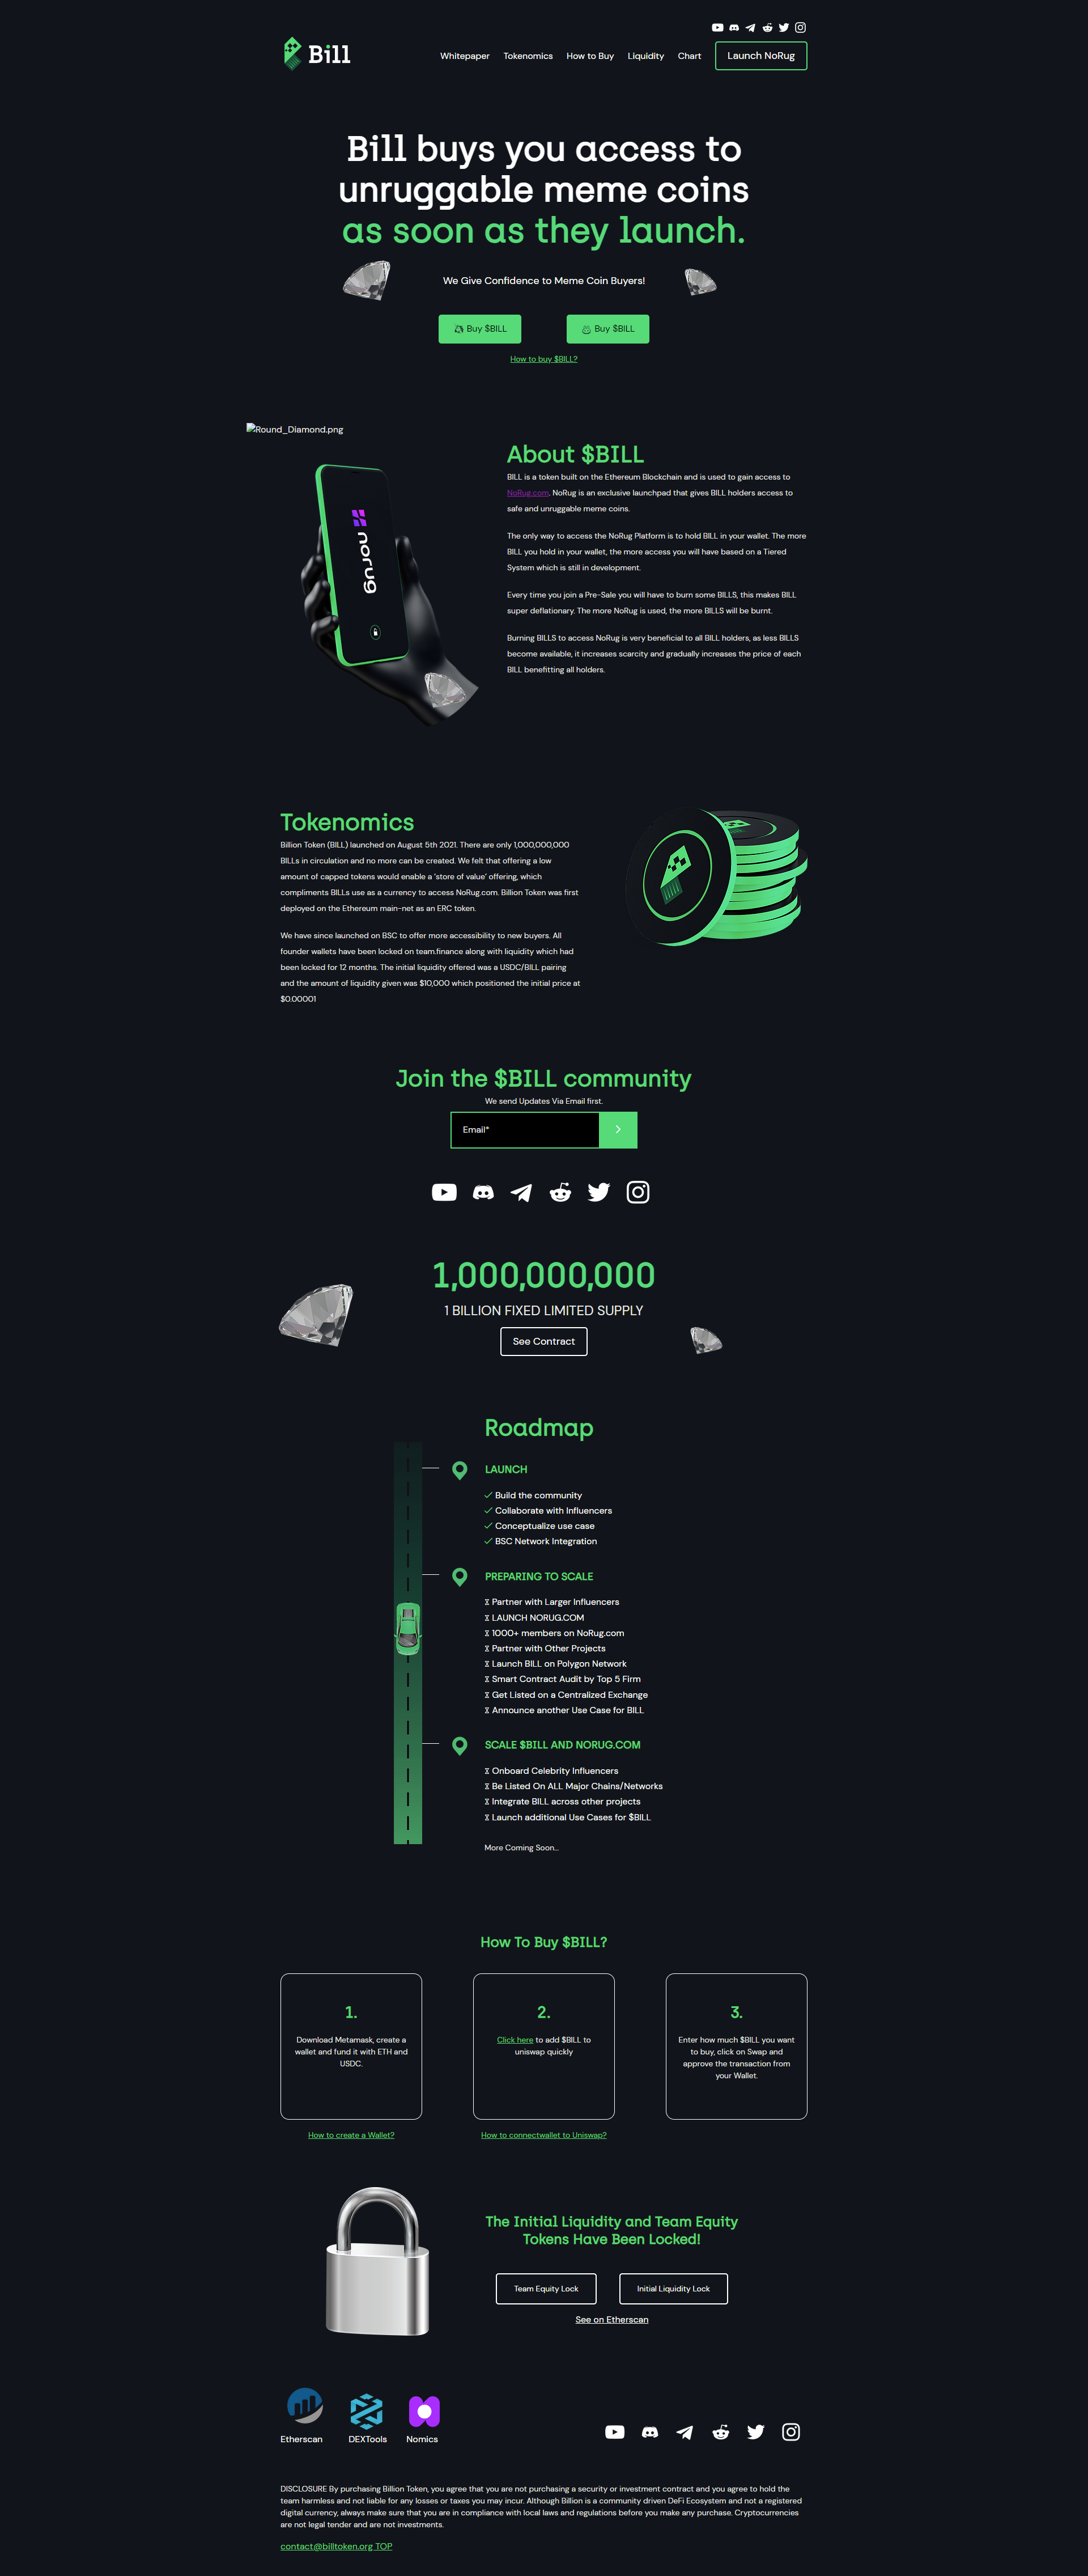 Bill
Whitepaper
Tokenomics
How to Buy
Liquidity
Chart
Launch NoRug
Bill buys you access to
unruggable meme coins
as soon as they launch.
We Give Confidence to Meme Coin Buyers!
Buy $BILL
Buy $BILL
How to buy $BILL?
Round_Diamond.png
norug
About $BILL
BILL is a token built on the Ethereum Blockchain and is used to gain access to
NoRug.com. NoRug is an exclusive launchpad that gives BILL holders access to
safe and unruggable meme coins.
The only way to access the NoRug Platform is to hold BILL in your wallet. The more
BILL you hold in your wallet, the more access you will have based on a Tiered
System which is still in development.
Every time you join a Pre-Sale you will have to burn some BILLS, this makes BILL
super deflationary. The more NoRug is used, the more BILLS will be burnt.
Burning BILLS to access NoRug is very beneficial to all BILL holders, as less BILLS
become available, it increases scarcity and gradually increases the price of each
BILL benefitting all holders.
Tokenomics
Billion Token (BILL) launched on August 5th 2021. There are only 1,000,000,000
BILLs in circulation and no more can be created. We felt that offering a low
amount of capped tokens would enable a 'store of value' offering, which
compliments BILLs use as a currency to access NoRug.com. Billion Token was first
deployed on the Ethereum main-net as an ERC token.
We have since launched on BSC to offer more accessibility to new buyers. All
founder wallets have been locked on team.finance along with liquidity which had
been locked for 12 months. The initial liquidity offered was a USDC/BILL pairing
and the amount of liquidity given was $10,000 which positioned the initial price at
$0.00001
Join the $BILL community
We send Updates Via Email first.
Email*
1,000,000,000
1 BILLION FIXED LIMITED SUPPLY
See Contract
Roadmap
LAUNCH
Build the community
Collaborate with Influencers
Conceptualize use case
BSC Network Integration
PREPARING TO SCALE
Partner with Larger Influencers
LAUNCH NORUG.COM
1000+ members on NoRug.com
Partner with Other Projects
Launch BILL on Polygon Network
Smart Contract Audit by Top 5 Firm
Get Listed on a Centralized Exchange
Announce another Use Case for BILL
SCALE $BILL AND NORUG.COM
Onboard Celebrity Influencers
Be Listed On ALL Major Chains/Networks
Integrate BILL across other projects
Launch additional Use Cases for $BILL
More Coming Soon...
How To Buy $BILL?
1.
Download Metamask, create a
wallet and fund it with ETH and
USDC.
How to create a Wallet?
2.
Click here to add $BILL to
uniswap quickly
How to connectwallet to Uniswap?
3.
Enter how much $BILL you want
to buy, click on Swap and
approve the transaction from
your Wallet.
The Initial Liquidity and Team Equity
Tokens Have Been Locked!
Team Equity Lock
Initial Liquidity Lock
See on Etherscan
Etherscan
DEXTools
Nomics
DISCLOSURE By purchasing Billion Token, you agree that you are not purchasing a security or investment contract and you agree to hold the
team harmless and not liable for any losses or taxes you may incur. Although Billion is a community driven DeFi Ecosystem and not a registered
digital currency, always make sure that you are in compliance with local laws and regulations before you make any purchase. Cryptocurrencies
are not legal tender and are not investments.
contact@billtoken.org TOP